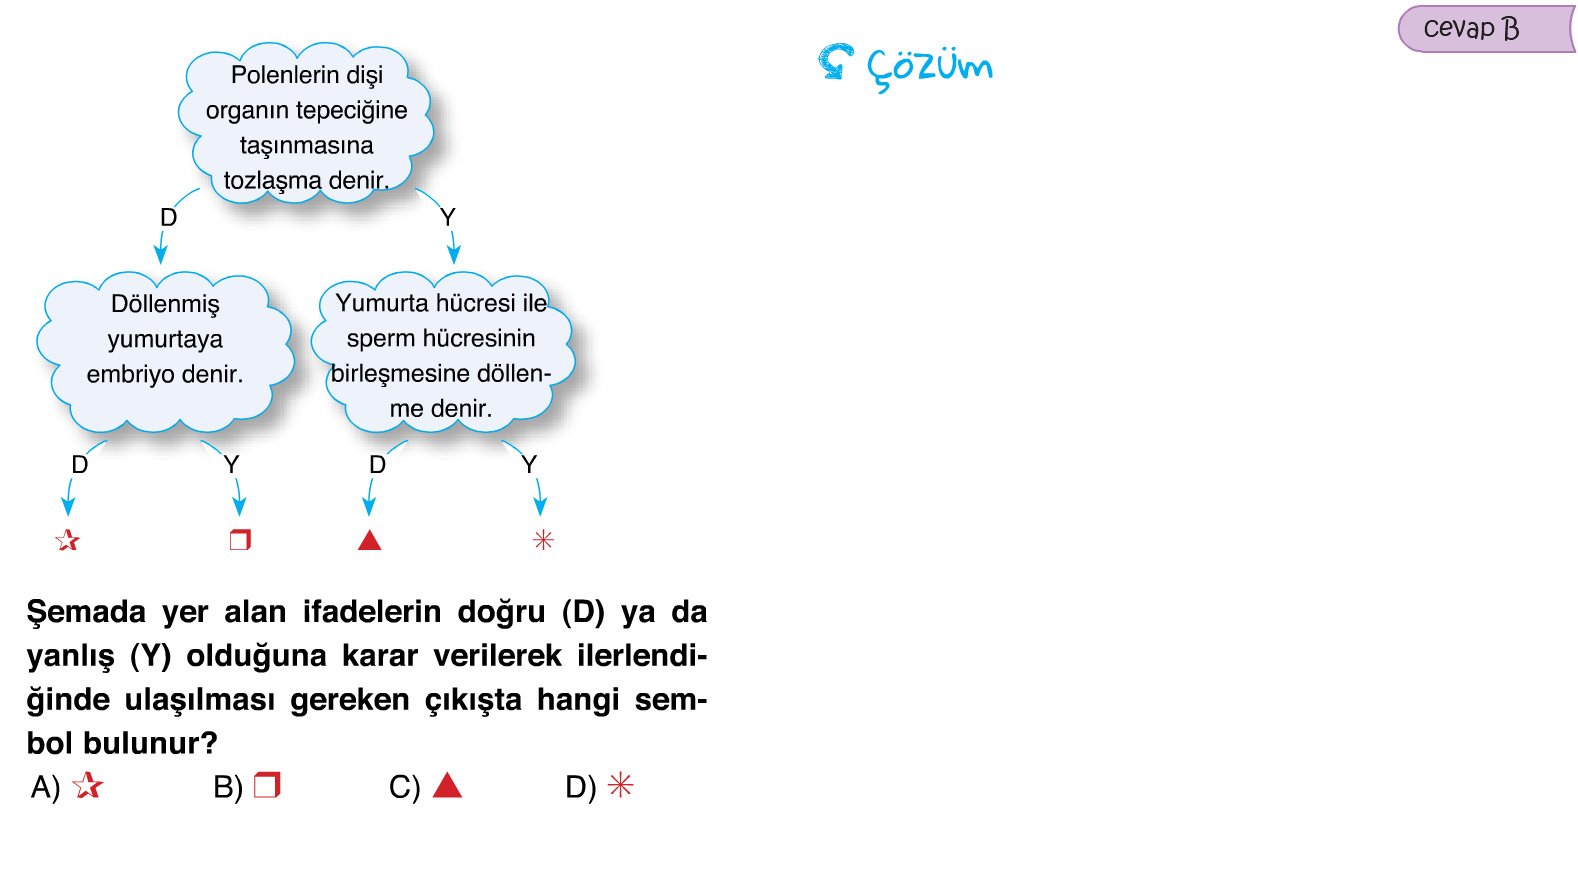 Polenlerin dişi
organın tepeciğine
taşınmasına
tozlaşma denir.
D
Y
Döllenmiş
yumurtaya
embriyo denir.
Yumurta hücresi ile
sperm hücresinin
birleşmesine döllen-
me denir.
D
Y
D
Y
Şemada yer alan ifadelerin doğru (D) ya da
yanlış (Y) olduğuna karar verilerek ilerlendi-
ğinde ulaşılması gereken çıkışta hangi sem-
bol bulunur?
A)
B)
C)
D)
Çözüm
Cevap B